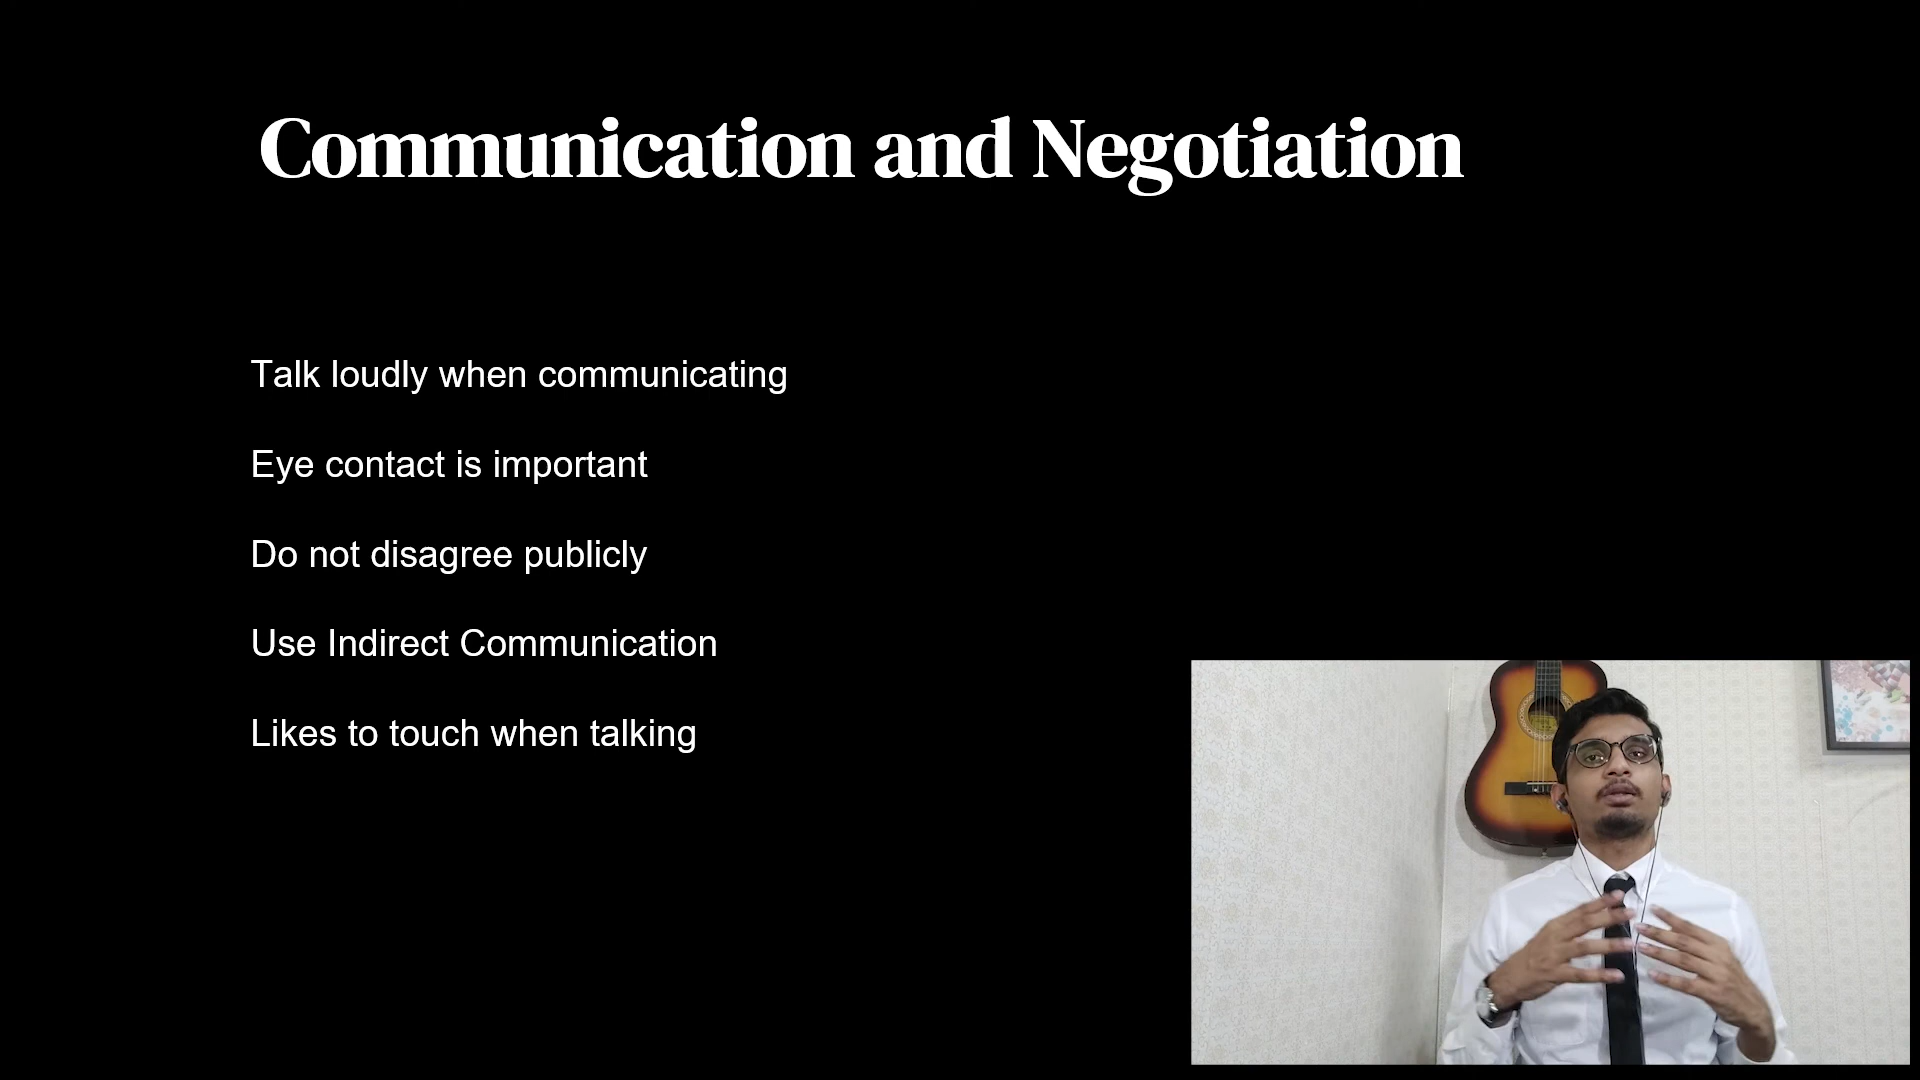 Communication and Negotiation
Talk loudly when communicating
Eye contact is important
Do not disagree publicly
Use Indirect Communication
Likes to touch when talking